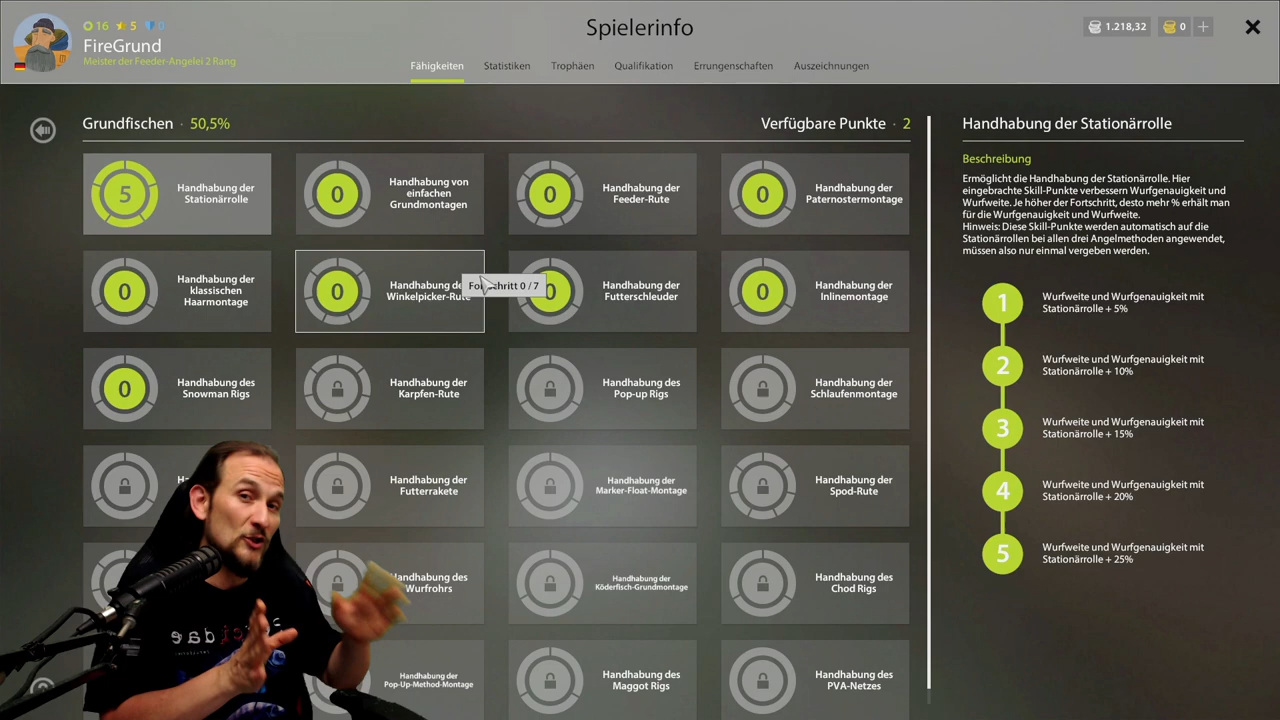 16 5 0
FireGrund
Meister der Feeder-Angelei 2 Rang
Spielerinfo
1.218,32
0
Fähigkeiten
Statistiken
Trophäen
Qualifikation
Errungenschaften
Auszeichnungen
Grundfischen · 50,5%
Verfügbare Punkte · 2
5
Handhabung der
Stationärrolle
0
Handhabung von
einfachen
Grundmontagen
0
Handhabung der
Feeder-Rute
0
Handhabung der
Paternostermontage
0
Handhabung der
klassischen
Haarmontage
0
Handhabung der
Winkelpicker-Rute
Fortschritt 0 / 7
0
Handhabung der
Futterschleuder
0
Handhabung der
Inlinemontage
0
Handhabung des
Snowman Rigs
Handhabung der
Karpfen-Rute
Handhabung des
Pop-up Rigs
Handhabung der
Schlaufenmontage
Handhabung der
Futterrakete
Handhabung der
Marker-Float-Montage
Handhabung der
Spod-Rute
Handhabung des
Wurfrohrs
Handhabung der
Köderfisch-Grundmontage
Handhabung des
Chod Rigs
Handhabung der
Pop-Up-Method-Montage
Handhabung des
Maggot Rigs
Handhabung des
PVA-Netzes
Handhabung der Stationärrolle
Beschreibung
Ermöglicht die Handhabung der Stationärrolle. Hier
eingebrachte Skill-Punkte verbessern Wurfgenauigkeit und
Wurfweite. Je höher der Fortschritt, desto mehr % erhält man
für die Wurfgenauigkeit und Wurfweite.
Hinweis: Diese Skill-Punkte werden automatisch auf die
Stationärrollen bei allen drei Angelmethoden angewendet,
müssen also nur einmal vergeben werden.
1
Wurfweite und Wurfgenauigkeit mit
Stationärrolle + 5%
2
Wurfweite und Wurfgenauigkeit mit
Stationärrolle + 10%
3
Wurfweite und Wurfgenauigkeit mit
Stationärrolle + 15%
4
Wurfweite und Wurfgenauigkeit mit
Stationärrolle + 20%
5
Wurfweite und Wurfgenauigkeit mit
Stationärrolle + 25%